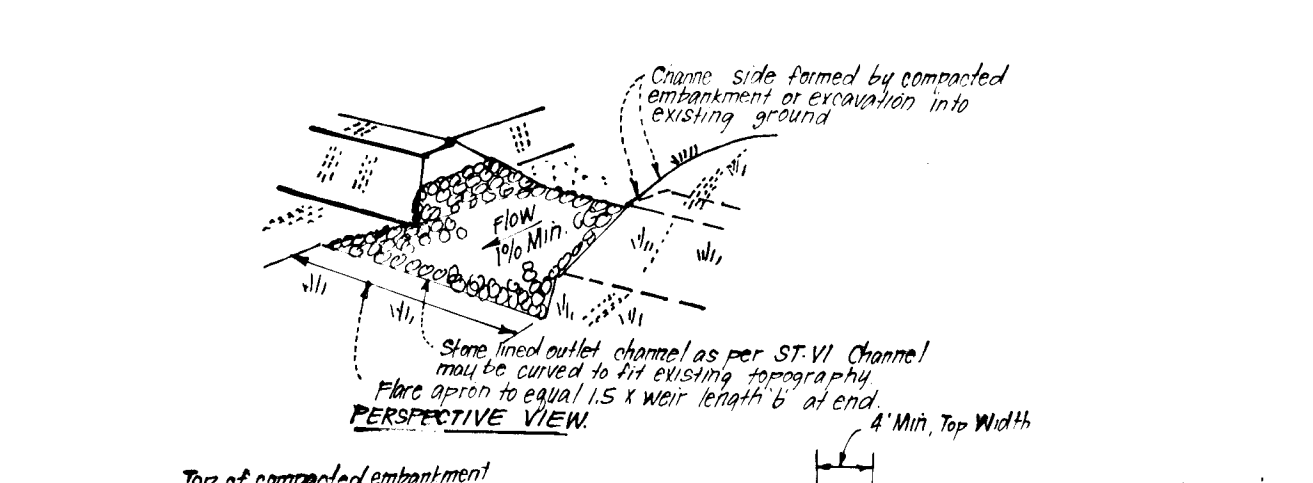 Channe side formed by compacted
embankment or excavation into
existing ground
FLOW
1% Min.
Stone lined outlet channel as per ST-VI Channel
may be curved to fit existing topography.
Flare apron to equal 1.5 x weir length 'b' at end.
PERSPECTIVE VIEW.
4' Min, Top Width
Top of compacted embankment